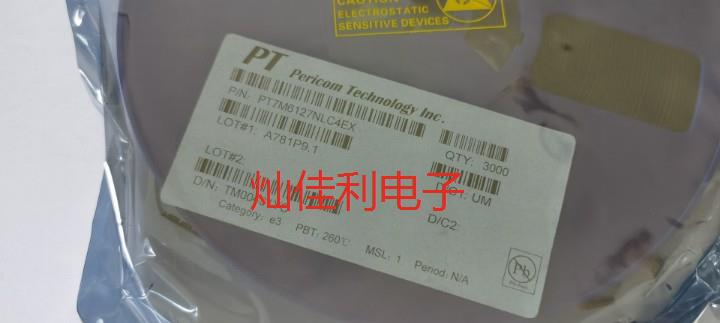 CAUTION
ELECTROSTATIC
SENSITIVE DEVICES
PT Pericom Technology Inc.
P/N: PT7M6127NLC4EX
QTY: 3000
LOT#1: A781P9.1
UM
LOT#2:
D/C2:
灿佳利电子
Category: e3 PBT: 260℃ MSL: 1 Period: N/A
Pb